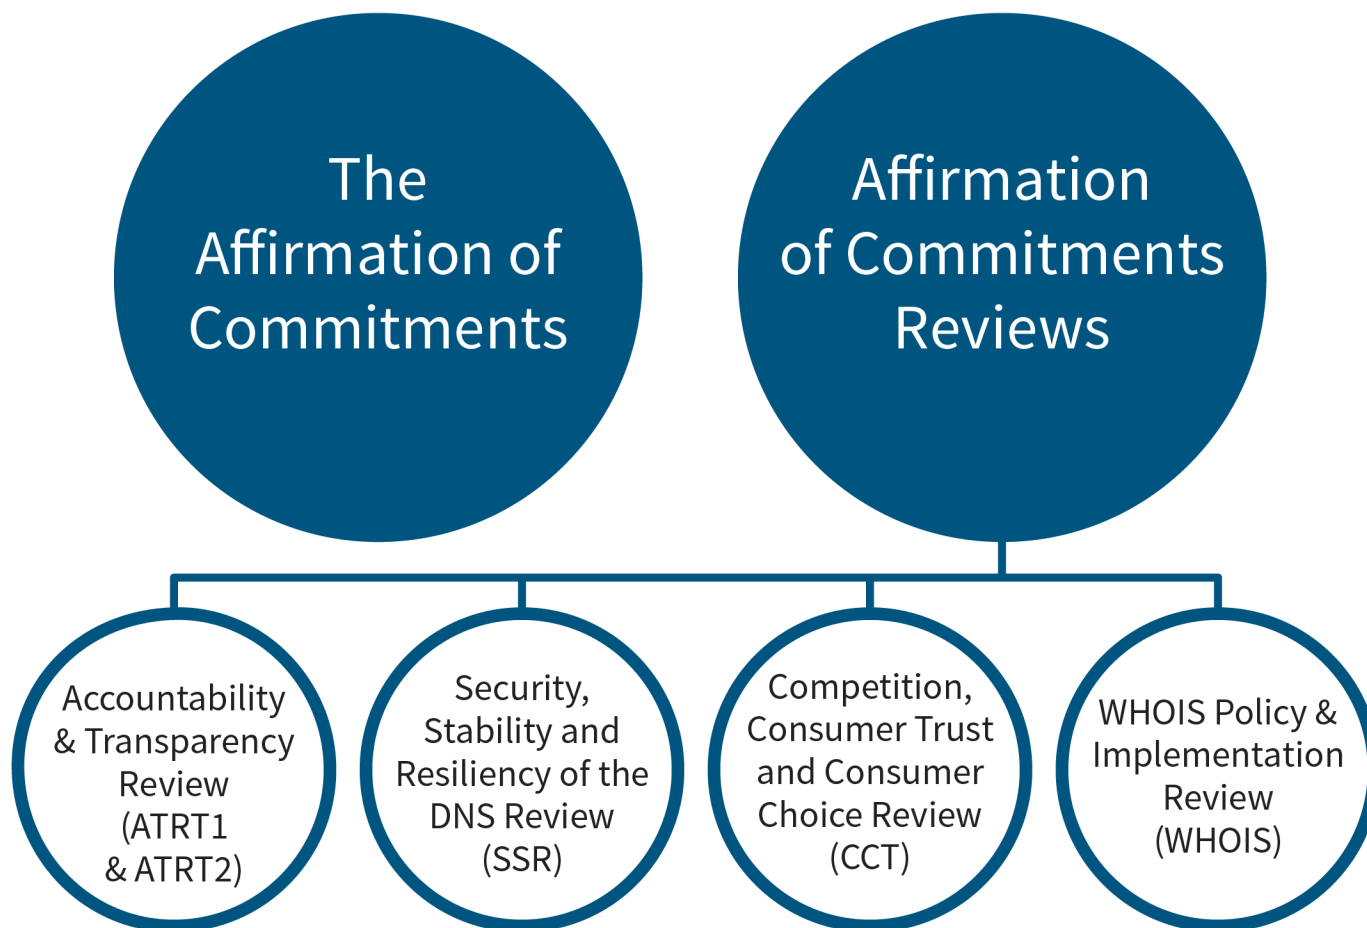 The
Affirmation of
Commitments
Affirmation
of Commitments
Reviews
Accountability
& Transparency
Review
(ATRT1
& ATRT2)
Security,
Stability and
Resiliency of the
DNS Review
(SSR)
Competition,
Consumer Trust
and Consumer
Choice Review
(CCT)
WHOIS Policy &
Implementation
Review
(WHOIS)